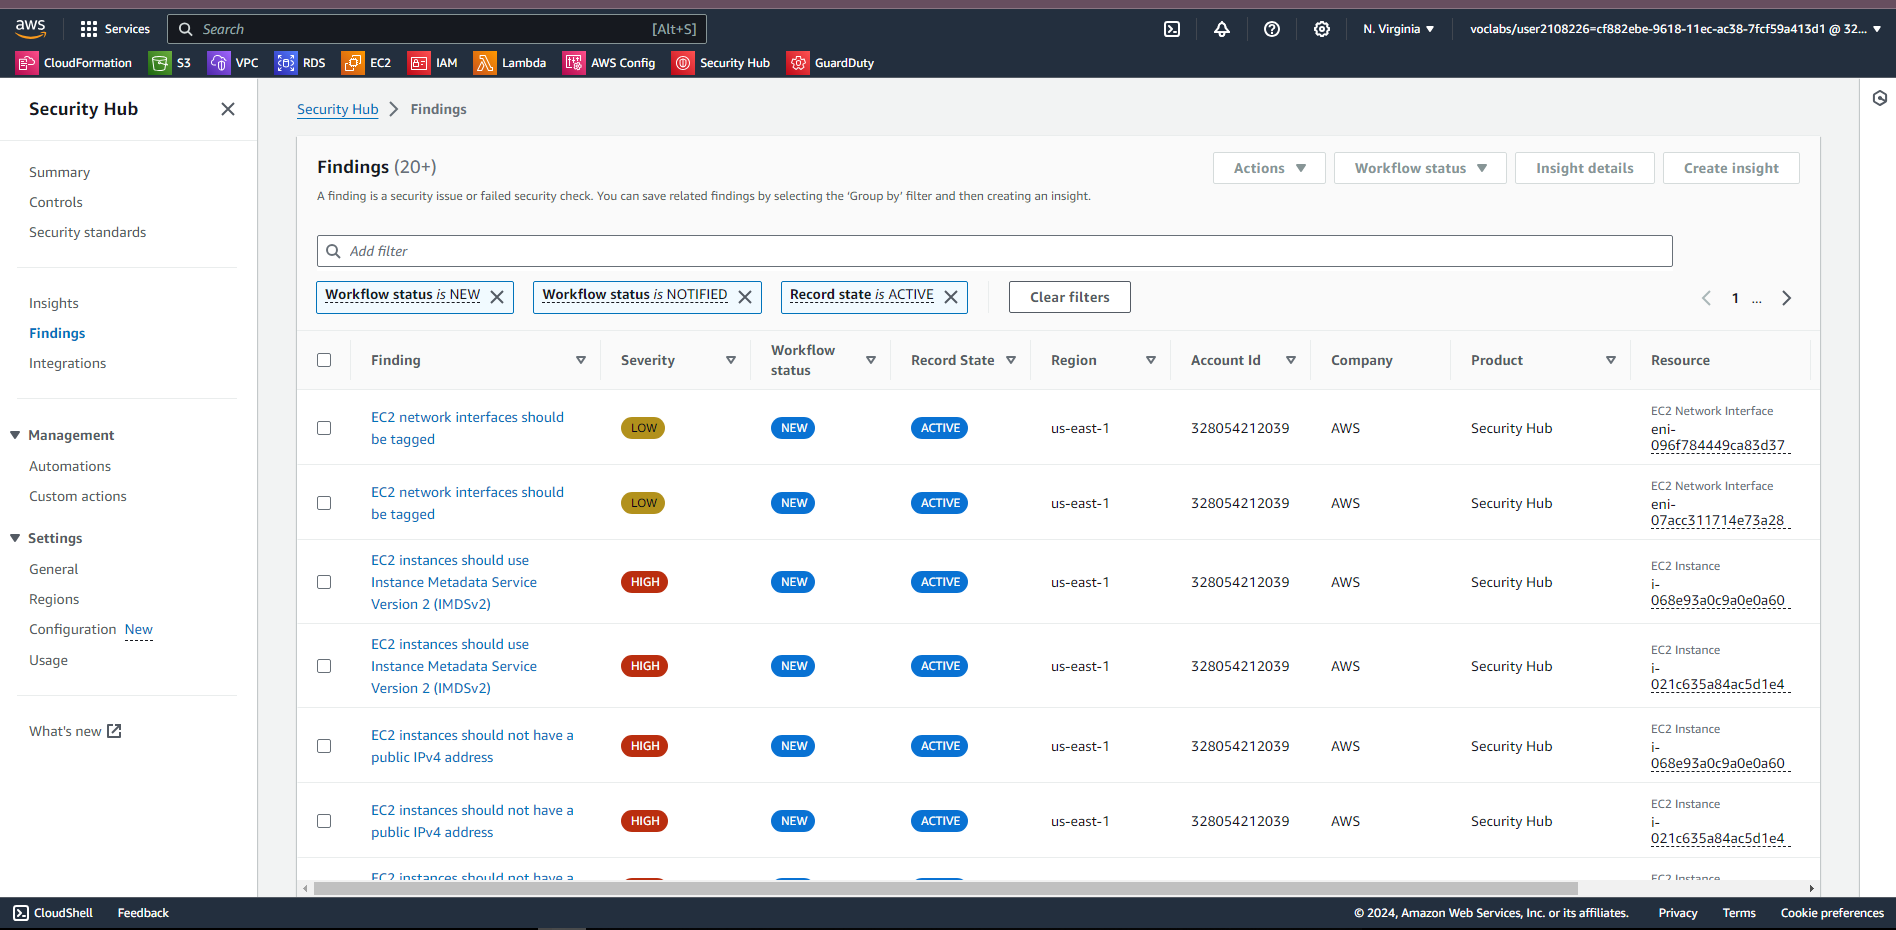 aws
Services
Search
[Alt+S]
N. Virginia
voclabs/user2108226=cf882ebe-9618-11ec-ac38-7fcf59a413d1 @ 32...
CloudFormation
S3
VPC
RDS
EC2
IAM
Lambda
AWS Config
Security Hub
GuardDuty
Security Hub
Summary
Controls
Security standards
Insights
Findings
Integrations
Management
Automations
Custom actions
Settings
General
Regions
Configuration New
Usage
What's new
Security Hub
Findings
Findings (20+)
Actions
Workflow status
Insight details
Create insight
A finding is a security issue or failed security check. You can save related findings by selecting the 'Group by' filter and then creating an insight.
Add filter
Workflow status is NEW
Workflow status is NOTIFIED
Record state is ACTIVE
Clear filters
1 ...
Finding
Severity
Workflow
status
Record State
Region
Account Id
Company
Product
Resource
EC2 network interfaces should
be tagged
LOW
NEW
ACTIVE
us-east-1
328054212039
AWS
Security Hub
EC2 Network Interface
eni-
096f784449ca83d37
EC2 network interfaces should
be tagged
LOW
NEW
ACTIVE
us-east-1
328054212039
AWS
Security Hub
EC2 Network Interface
eni-
07acc311714e73a28
EC2 instances should use
Instance Metadata Service
Version 2 (IMDSv2)
HIGH
NEW
ACTIVE
us-east-1
328054212039
AWS
Security Hub
EC2 Instance
i-
068e93a0c9a0e0a60
EC2 instances should use
Instance Metadata Service
Version 2 (IMDSv2)
HIGH
NEW
ACTIVE
us-east-1
328054212039
AWS
Security Hub
EC2 Instance
i-
021c635a84ac5d1e4
EC2 instances should not have a
public IPv4 address
HIGH
NEW
ACTIVE
us-east-1
328054212039
AWS
Security Hub
EC2 Instance
i-
068e93a0c9a0e0a60
EC2 instances should not have a
public IPv4 address
HIGH
NEW
ACTIVE
us-east-1
328054212039
AWS
Security Hub
EC2 Instance
i-
021c635a84ac5d1e4
EC2 instances should not have a
EC2 Instance
CloudShell
Feedback
© 2024, Amazon Web Services, Inc. or its affiliates.
Privacy
Terms
Cookie preferences